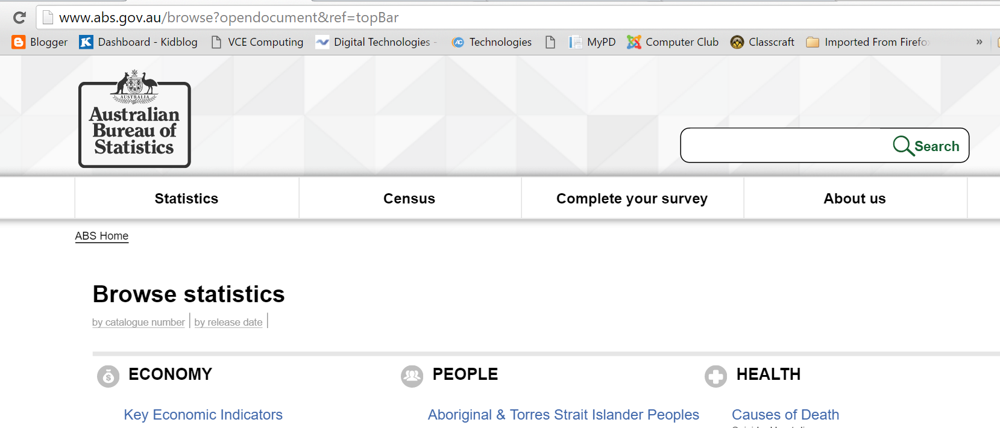 www.abs.gov.au/browse?opendocument&ref=topBar
Blogger Dashboard - Kidblog VCE Computing Digital Technologies - Technologies MyPD Computer Club Classcraft Imported From Firefox »
AUSTRALIA
Australian
Bureau of
Statistics
Search
Statistics Census Complete your survey About us
ABS Home
Browse statistics
by catalogue number | by release date |
ECONOMY PEOPLE HEALTH
Key Economic Indicators Aboriginal & Torres Strait Islander Peoples Causes of Death